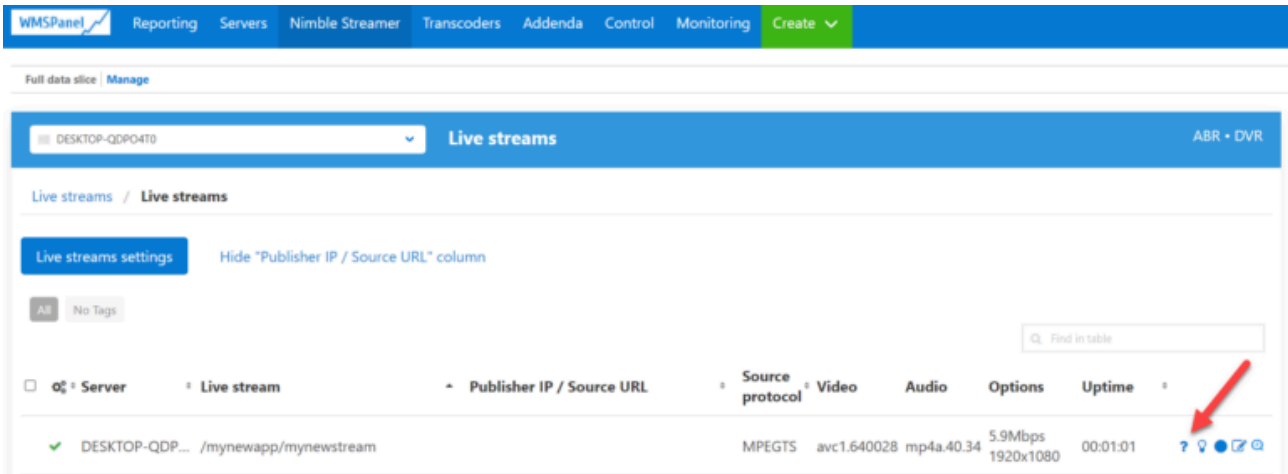 WMSPanel Reporting Servers Nimble Streamer Transcoders Addenda Control Monitoring Create
Full data slice Manage
DESKTOP-QDPO4T0 Live streams ABR • DVR
Live streams / Live streams
Live streams settings Hide "Publisher IP / Source URL" column
All No Tags
Find in table
Server Live stream Publisher IP / Source URL Source protocol Video Audio Options Uptime
DESKTOP-QDP... /mynewapp/mynewstream MPEGTS avc1.640028 mp4a.40.34 5.9Mbps 1920x1080 00:01:01 ?